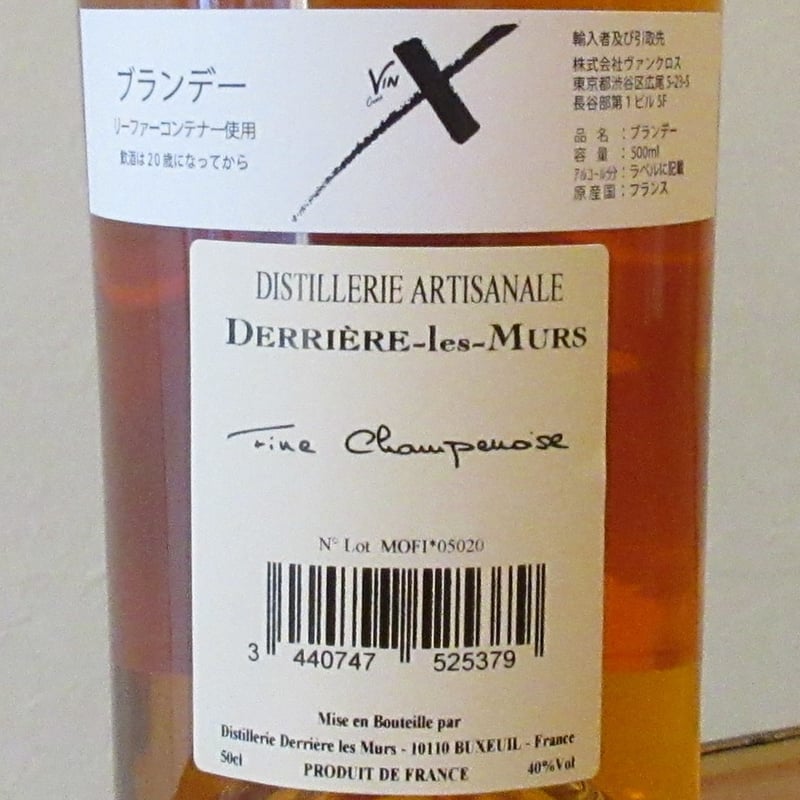 ブランデー
リーファーコンテナー使用
飲酒は20歳になってから
VIN
Cross
輸入者及び引取先
株式会社ヴァンクロス
東京都渋谷区広尾5-23-5
長谷部第1ビル5F
品名:ブランデー
容量:500ml
アルコール分:ラベルに記載
原産国:フランス
DISTILLERIE ARTISANALE
DERRIÈRE-les-MURS
Fine Champenoise
N° Lot MOFI*05020
3 440747 525379
Mise en Bouteille par
Distillerie Derrière les Murs - 10110 BUXEUIL - France
50cl
PRODUIT DE FRANCE
40%Vol